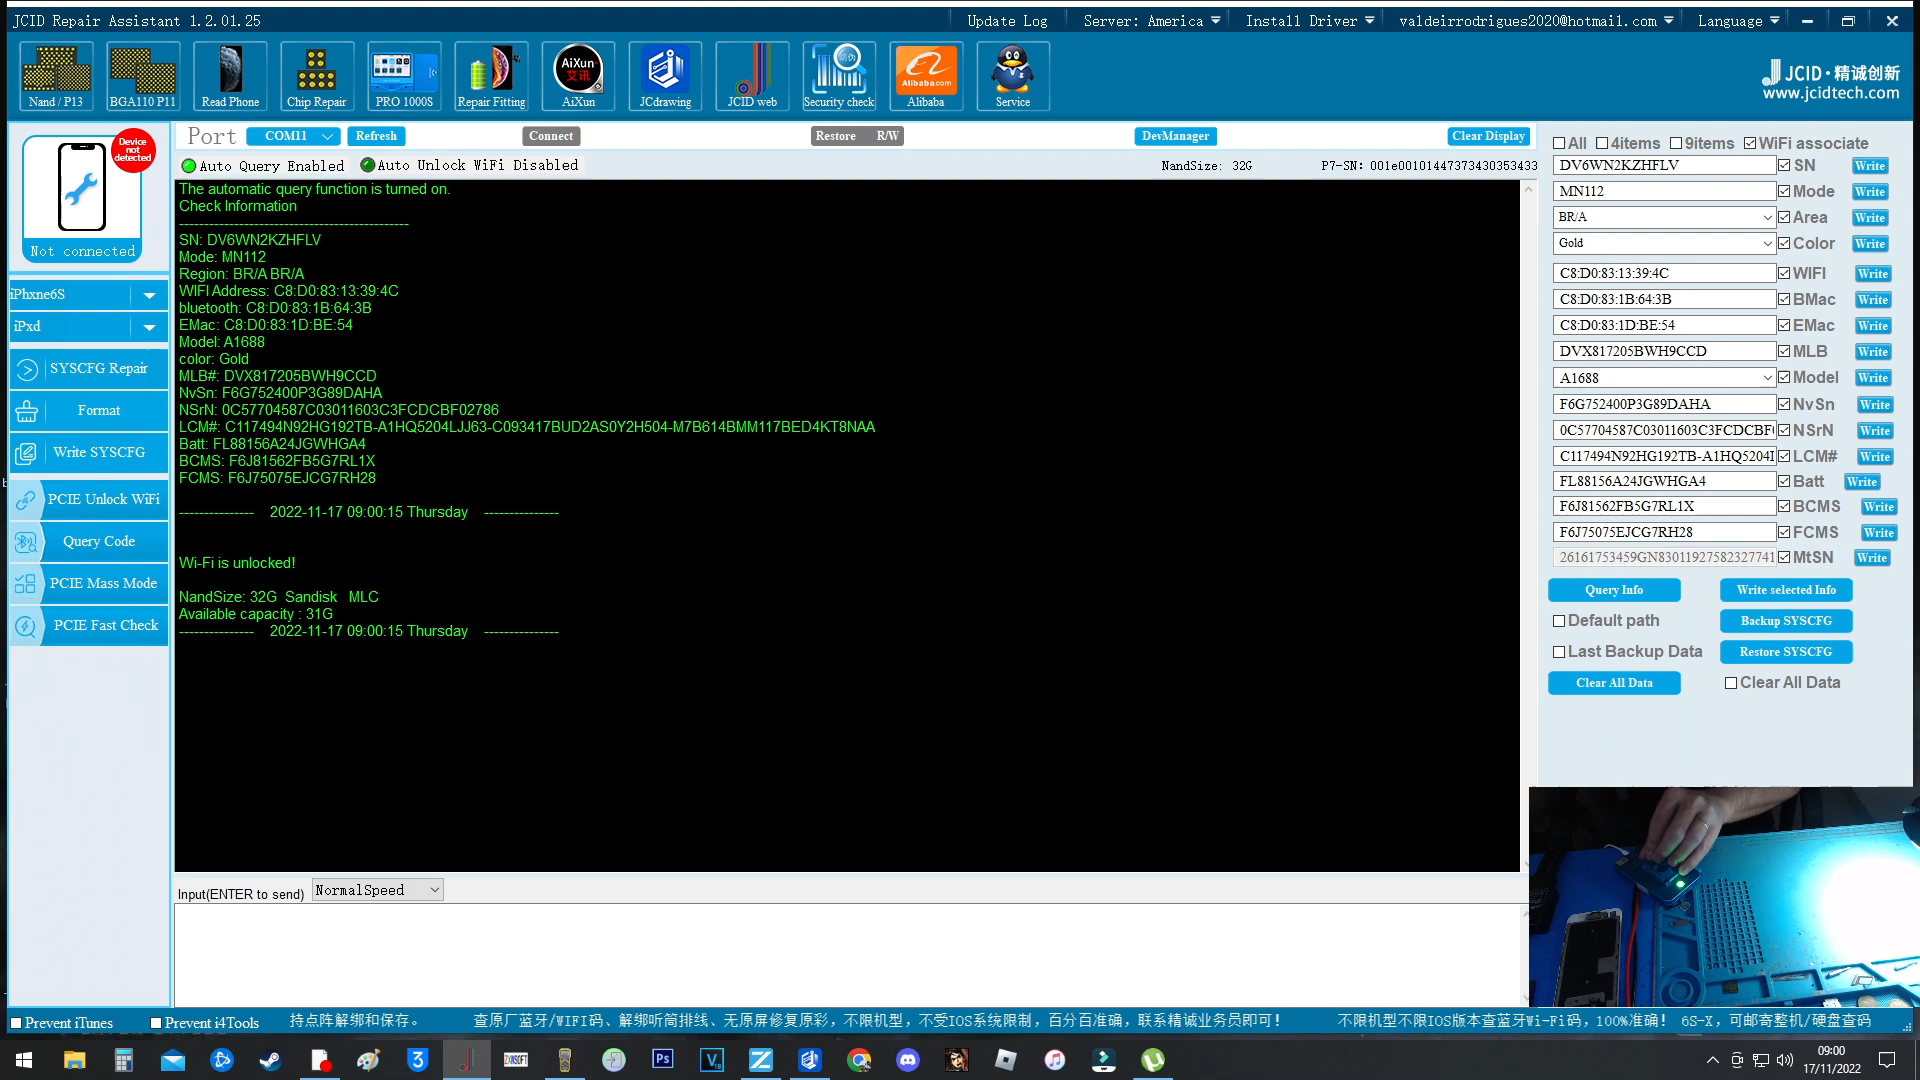 JCID Repair Assistant 1.2.01.25
Update Log
Server: America
Install Driver
valdeirrodrigues2020@hotmail.com
Language
Nand / P13
BGA110 P11
Read Phone
Chip Repair
PRO 1000S
Repair Fitting
AiXun
艾讯
AiXun
JCdrawing
JCID web
Security check
Alibaba.com
Alibaba
Service
JCID·精诚创新
www.jcidtech.com
Device not detected
Not connected
Port
COM11
Refresh
Connect
Restore R/W
DevManager
Clear Display
Auto Query Enabled
Auto Unlock WiFi Disabled
NandSize: 32G
P7-SN: 001e00101447373430353433
iPhxne6S
iPxd
SYSCFG Repair
Format
Write SYSCFG
PCIE Unlock WiFi
Query Code
PCIE Mass Mode
PCIE Fast Check
The automatic query function is turned on.
Check Information
----------------------------------------------
SN: DV6WN2KZHFLV
Mode: MN112
Region: BR/A BR/A
WIFI Address: C8:D0:83:13:39:4C
bluetooth: C8:D0:83:1B:64:3B
EMac: C8:D0:83:1D:BE:54
Model: A1688
color: Gold
MLB#: DVX817205BWH9CCD
NvSn: F6G752400P3G89DAHA
NSrN: 0C57704587C03011603C3FCDCBF02786
LCM#: C117494N92HG192TB-A1HQ5204LJJ63-C093417BUD2AS0Y2H504-M7B614BMM117BED4KT8NAA
Batt: FL88156A24JGWHGA4
BCMS: F6J81562FB5G7RL1X
FCMS: F6J75075EJCG7RH28
--------------- 2022-11-17 09:00:15 Thursday ---------------
Wi-Fi is unlocked!
NandSize: 32G Sandisk MLC
Available capacity : 31G
--------------- 2022-11-17 09:00:15 Thursday ---------------
Input(ENTER to send)
NormalSpeed
All 4items 9items WiFi associate
DV6WN2KZHFLV SN Write
MN112 Mode Write
BR/A Area Write
Gold Color Write
C8:D0:83:13:39:4C WIFI Write
C8:D0:83:1B:64:3B BMac Write
C8:D0:83:1D:BE:54 EMac Write
DVX817205BWH9CCD MLB Write
A1688 Model Write
F6G752400P3G89DAHA NvSn Write
0C57704587C03011603C3FCDCBF NSrN Write
C117494N92HG192TB-A1HQ5204L LCM# Write
FL88156A24JGWHGA4 Batt Write
F6J81562FB5G7RL1X BCMS Write
F6J75075EJCG7RH28 FCMS Write
26161753459GN83011927582327741 MtSN Write
Query Info
Write selected Info
Default path
Backup SYSCFG
Last Backup Data
Restore SYSCFG
Clear All Data
Clear All Data
Prevent iTunes
Prevent i4Tools
持点阵解绑和保存。
查原厂蓝牙/WIFI码、解绑听筒排线、无原屏修复原彩，不限机型，不受IOS系统限制，百分百准确，联系精诚业务员即可！
不限机型不限IOS版本查蓝牙Wi-Fi码，100%准确！ 6S-X，可邮寄整机/硬盘查码
ZXWSOFT
Ps
09:00
17/11/2022